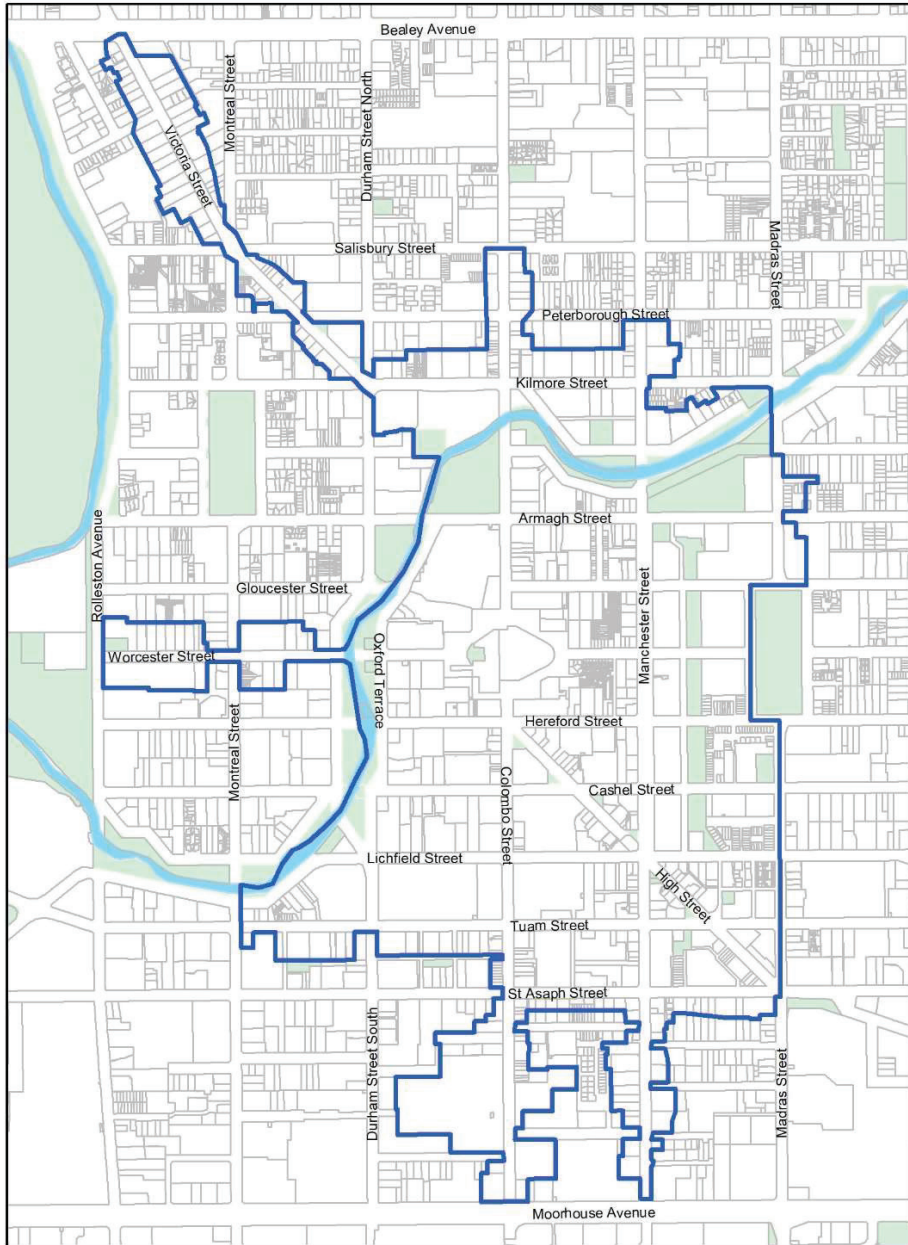 Bealey Avenue
Montreal Street
Durham Street North
Victoria Street
Salisbury Street
Madras Street
Peterborough Street
Kilmore Street
Armagh Street
Rolleston Avenue
Gloucester Street
Manchester Street
Worcester Street
Oxford Terrace
Hereford Street
Montreal Street
Colombo Street
Cashel Street
Lichfield Street
High Street
Tuam Street
St Asaph Street
Durham Street South
Madras Street
Moorhouse Avenue